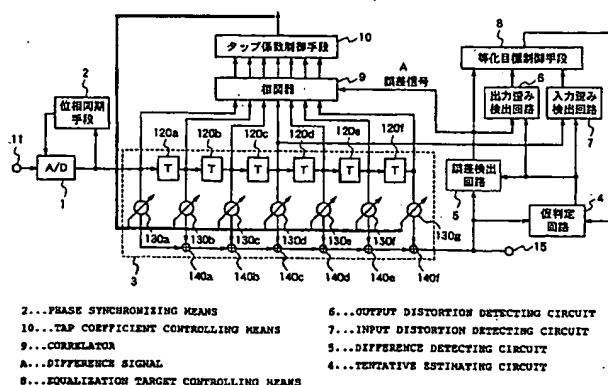 8
等化目標制御手段
タップ係数制御手段
10
A
誤差信号
相関器
9
6
出力歪み
検出回路
入力歪み
検出回路
7
2
位相同期
手段
11
A/D
1
120a 120b 120c 120d 120e 120f
T T T T T T
誤差検出
回路
5
仮判定
回路
4
130a 130b 130c 130d 130e 130f 130g
15
3
140a 140b 140c 140d 140e 140f
2...PHASE SYNCHRONIZING MEANS
10...TAP COEFFICIENT CONTROLLING MEANS
9...CORRELATOR
A...DIFFERENCE SIGNAL
8...EQUALIZATION TARGET CONTROLLING MEANS
6...OUTPUT DISTORTION DETECTING CIRCUIT
7...INPUT DISTORTION DETECTING CIRCUIT
5...DIFFERENCE DETECTING CIRCUIT
4...TENTATIVE ESTIMATING CIRCUIT